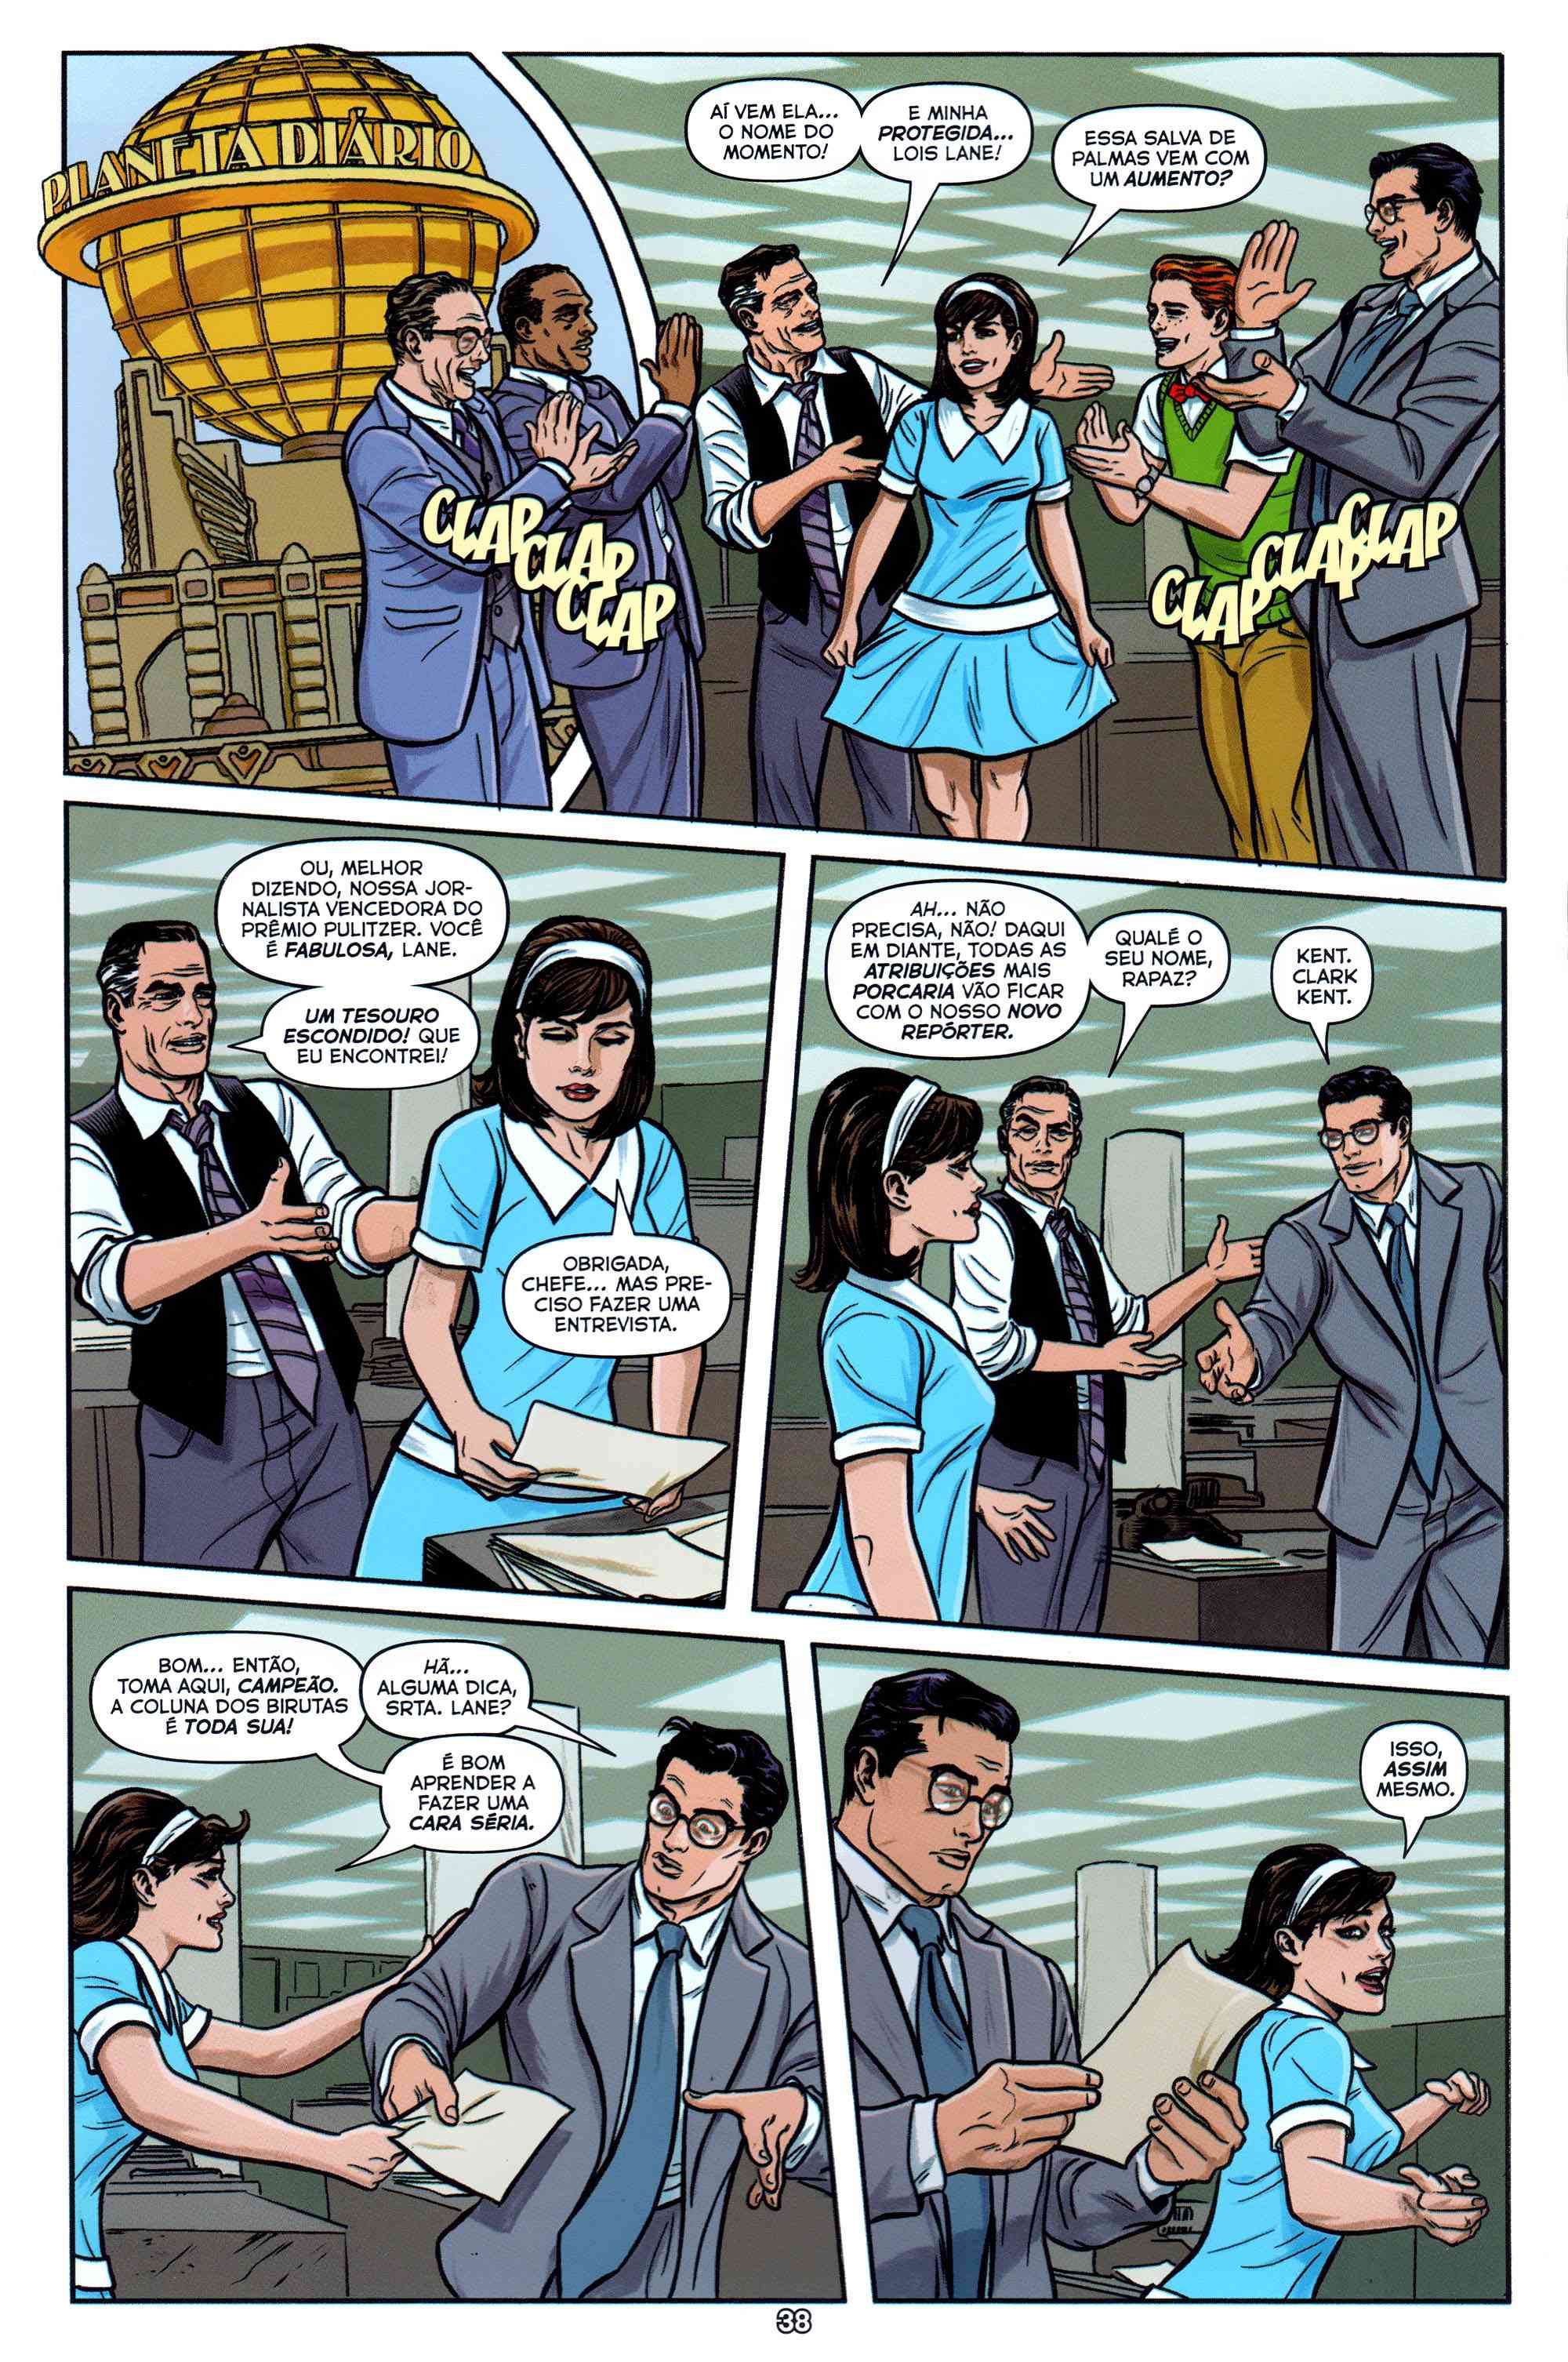 PLANETA DIÁRIO
AÍ VEM ELA...
O NOME DO
MOMENTO!
E MINHA
PROTEGIDA...
LOIS LANE!
ESSA SALVA DE
PALMAS VEM COM
UM AUMENTO?
CLAP
CLAP
CLAP
CLAP
CLAP
CLAP
OU, MELHOR
DIZENDO, NOSSA JOR-
NALISTA VENCEDORA DO
PRÊMIO PULITZER. VOCÊ
É FABULOSA, LANE.
UM TESOURO
ESCONDIDO! QUE
EU ENCONTREI!
OBRIGADA,
CHEFE... MAS PRE-
CISO FAZER UMA
ENTREVISTA.
AH... NÃO
PRECISA, NÃO! DAQUI
EM DIANTE, TODAS AS
ATRIBUIÇÕES MAIS
PORCARIA VÃO FICAR
COM O NOSSO NOVO
REPÓRTER.
QUALÉ O
SEU NOME,
RAPAZ?
KENT.
CLARK
KENT.
BOM... ENTÃO,
TOMA AQUI, CAMPEÃO.
A COLUNA DOS BIRUTAS
É TODA SUA!
HÃ...
ALGUMA DICA,
SRTA. LANE?
É BOM
APRENDER A
FAZER UMA
CARA SÉRIA.
ISSO,
ASSIM
MESMO.
38